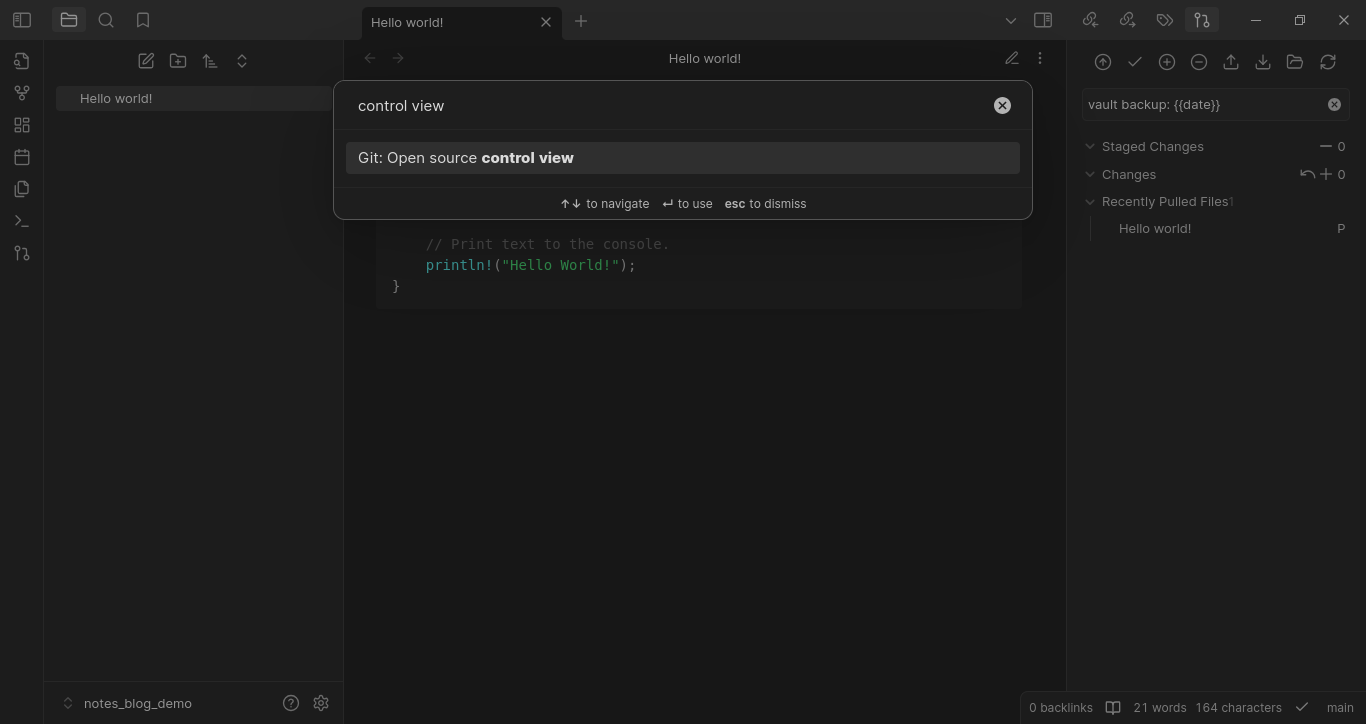 Hello world!
Hello world!
Hello world!
control view
Git: Open source control view
↑↓ to navigate ↵ to use esc to dismiss
// Print text to the console.
println!("Hello World!");
}
vault backup: {{date}}
Staged Changes 0
Changes 0
Recently Pulled Files 1
Hello world! P
notes_blog_demo
0 backlinks 21 words 164 characters main